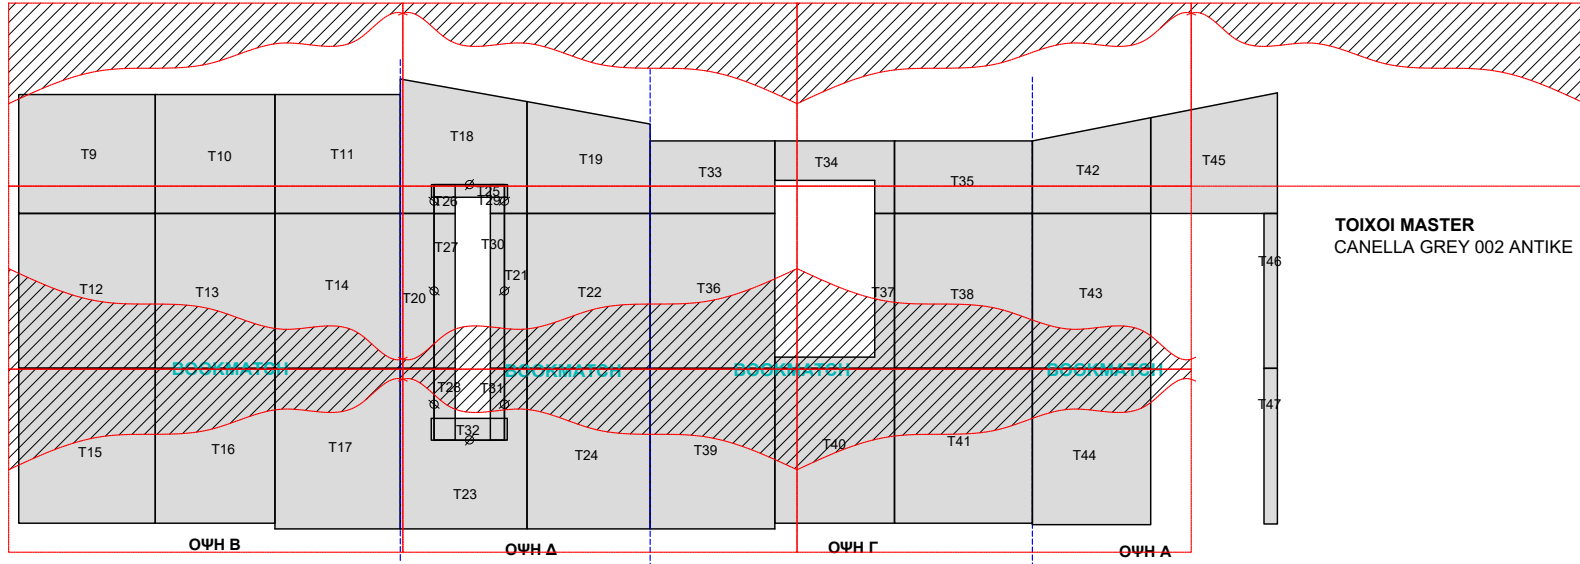 T9
T10
T11
T18
T19
T33
T34
T35
T42
T45
T25
T26
T29
ΤΟΙΧΟΙ MASTER
CANELLA GREY 002 ANTIKE
T27
T30
T46
T12
T13
T14
T20
T21
T22
T36
T37
T38
T43
BOOKMATCH
BOOKMATCH
BOOKMATCH
BOOKMATCH
T28
T31
T47
T32
T15
T16
T17
T23
T24
T39
T40
T41
T44
ΟΨΗ Β
ΟΨΗ Δ
ΟΨΗ Γ
ΟΨΗ Α